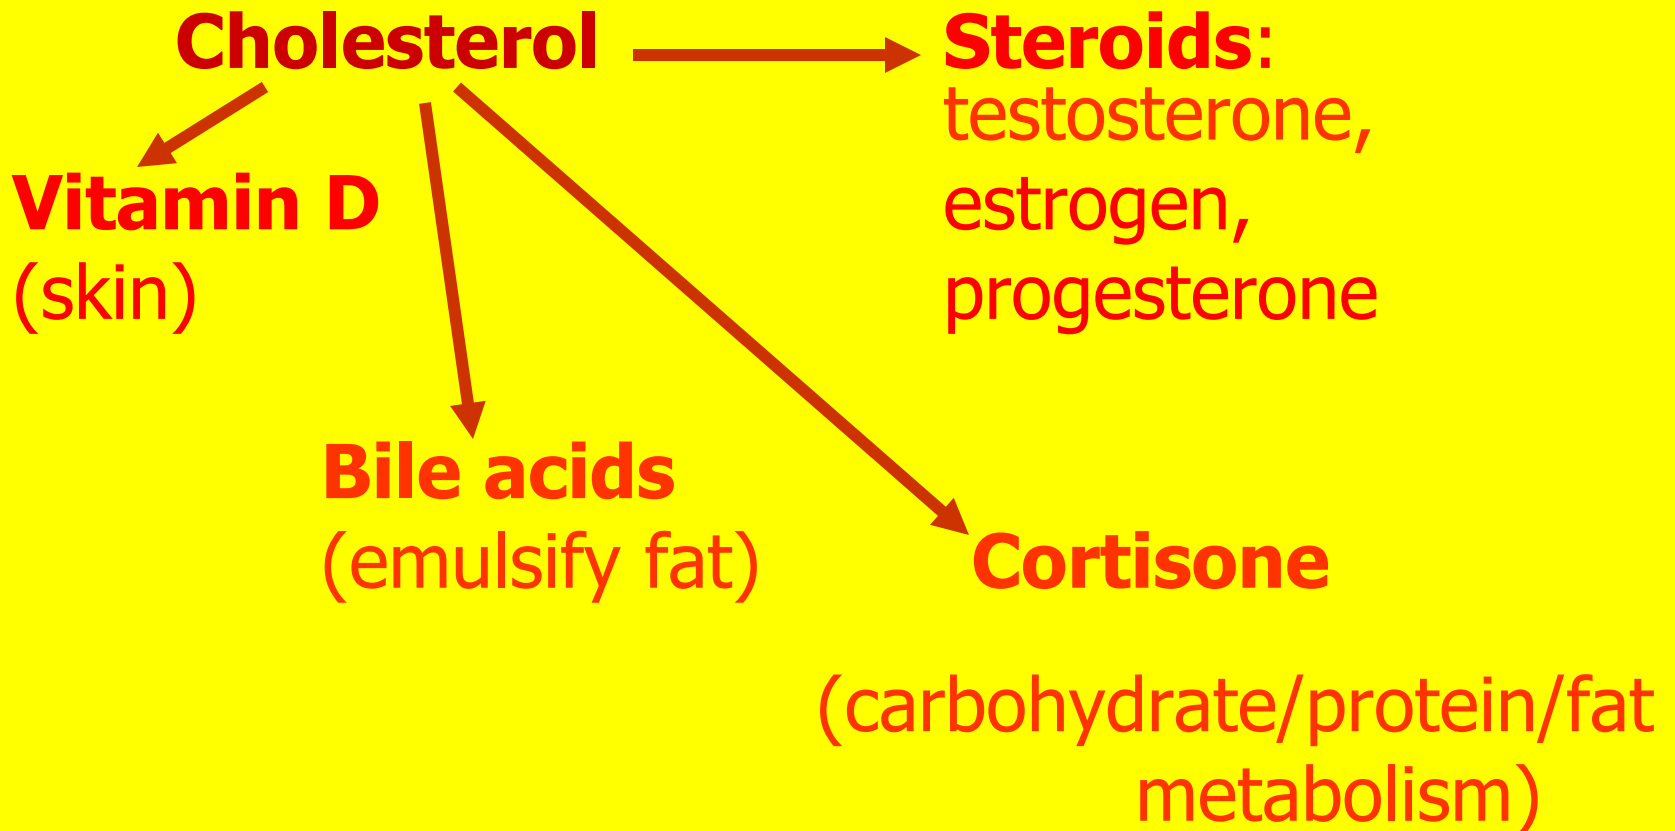 Cholesterol
Steroids:
testosterone,
estrogen,
progesterone
Vitamin D
(skin)
Bile acids
(emulsify fat)
Cortisone
(carbohydrate/protein/fat
metabolism)